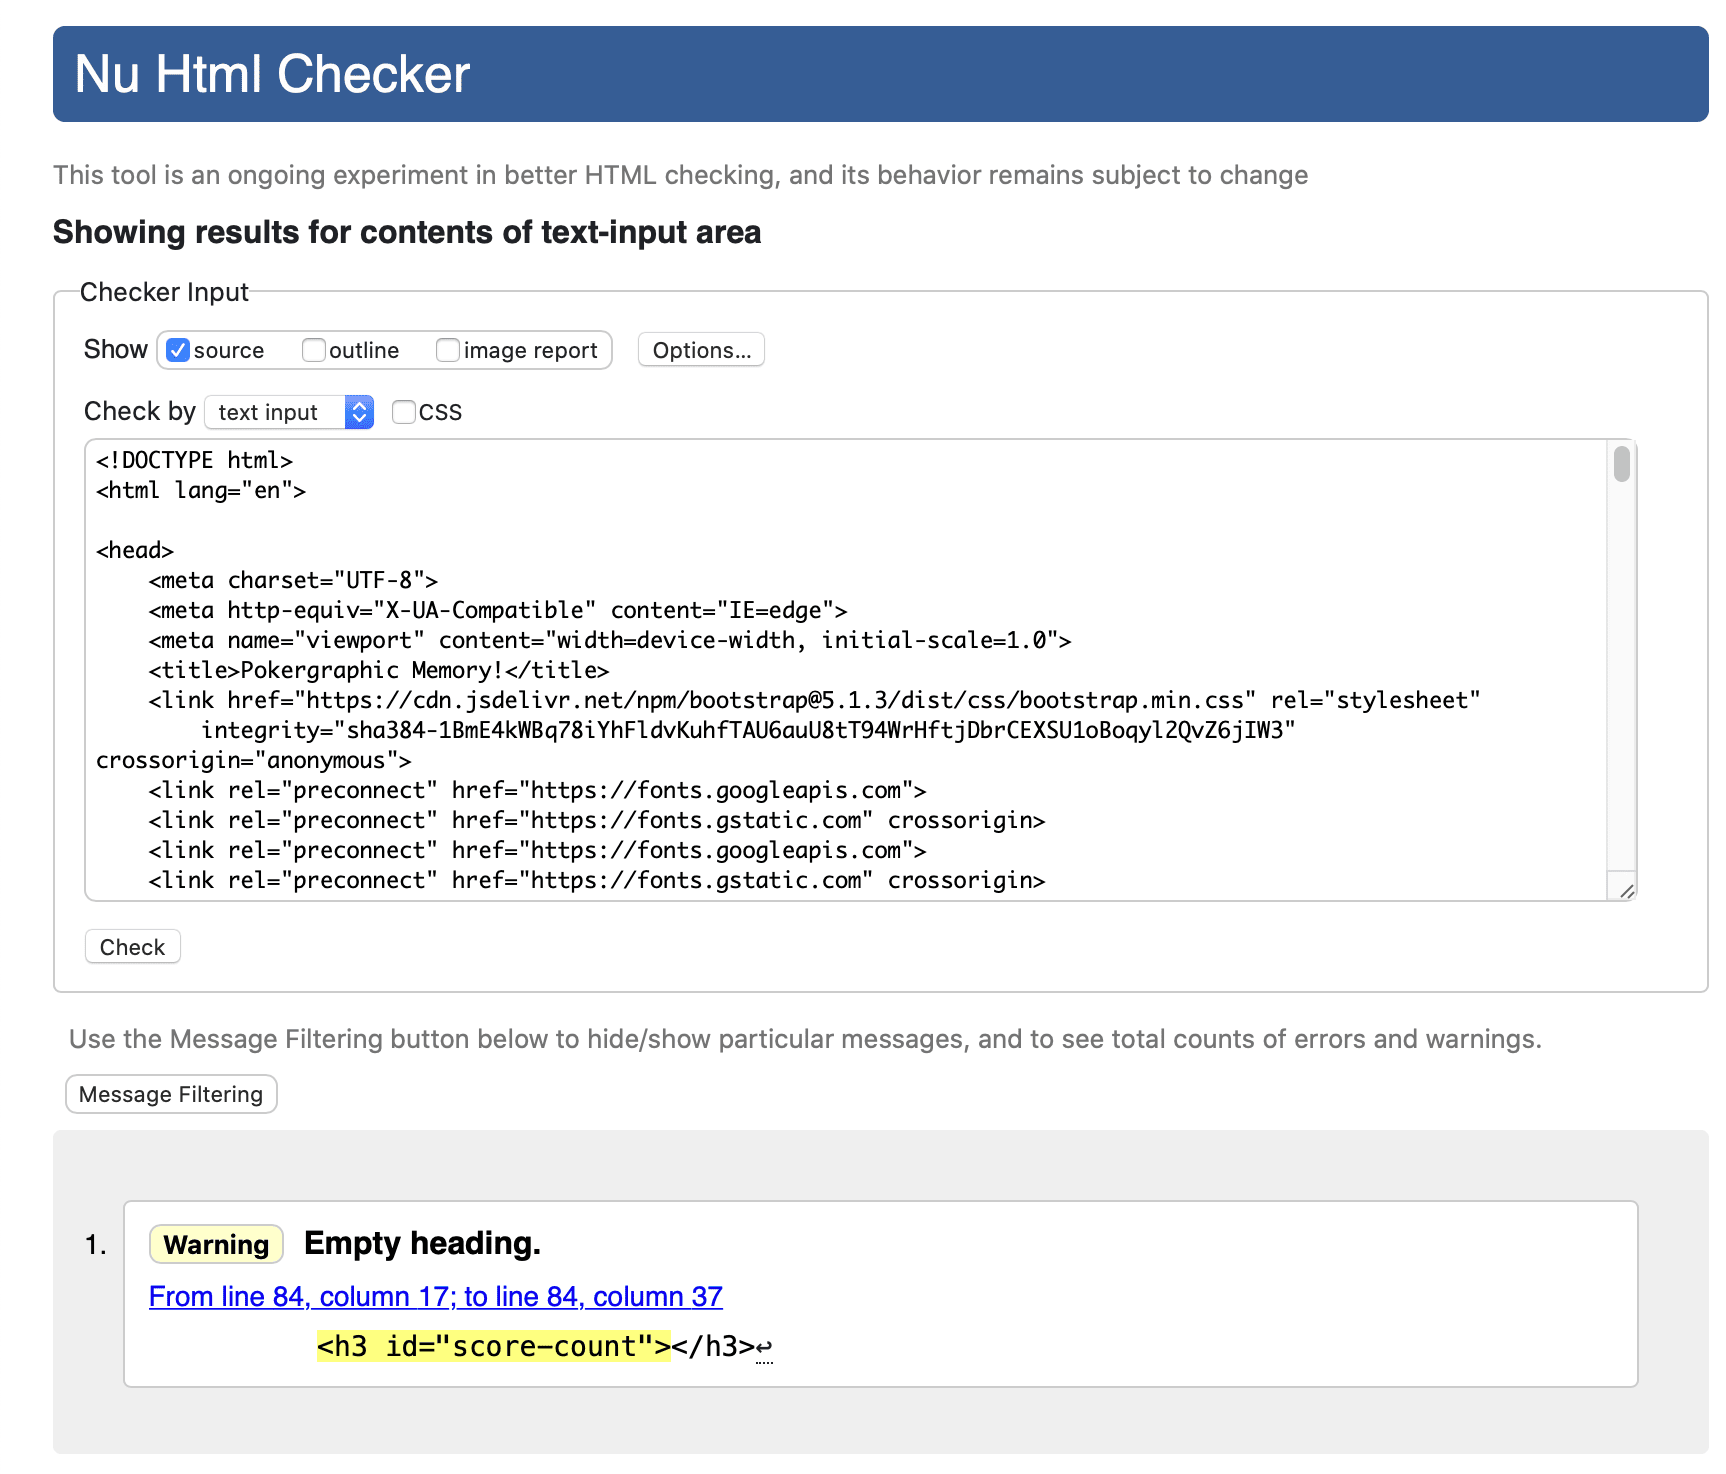 Nu Html Checker
This tool is an ongoing experiment in better HTML checking, and its behavior remains subject to change
Showing results for contents of text-input area
Checker Input
Show source outline image report Options...
Check by text input CSS
<!DOCTYPE html>
<html lang="en">
<head>
    <meta charset="UTF-8">
    <meta http-equiv="X-UA-Compatible" content="IE=edge">
    <meta name="viewport" content="width=device-width, initial-scale=1.0">
    <title>Pokergraphic Memory!</title>
    <link href="https://cdn.jsdelivr.net/npm/bootstrap@5.1.3/dist/css/bootstrap.min.css" rel="stylesheet"
        integrity="sha384-1BmE4kWBq78iYhFldvKuhfTAU6auU8tT94WrHftjDbrCEXSU1oBoqyl2QvZ6jIW3"
crossorigin="anonymous">
    <link rel="preconnect" href="https://fonts.googleapis.com">
    <link rel="preconnect" href="https://fonts.gstatic.com" crossorigin>
    <link rel="preconnect" href="https://fonts.googleapis.com">
    <link rel="preconnect" href="https://fonts.gstatic.com" crossorigin>
Check
Use the Message Filtering button below to hide/show particular messages, and to see total counts of errors and warnings.
Message Filtering
1. Warning Empty heading.
From line 84, column 17; to line 84, column 37
<h3 id="score-count"></h3>↩